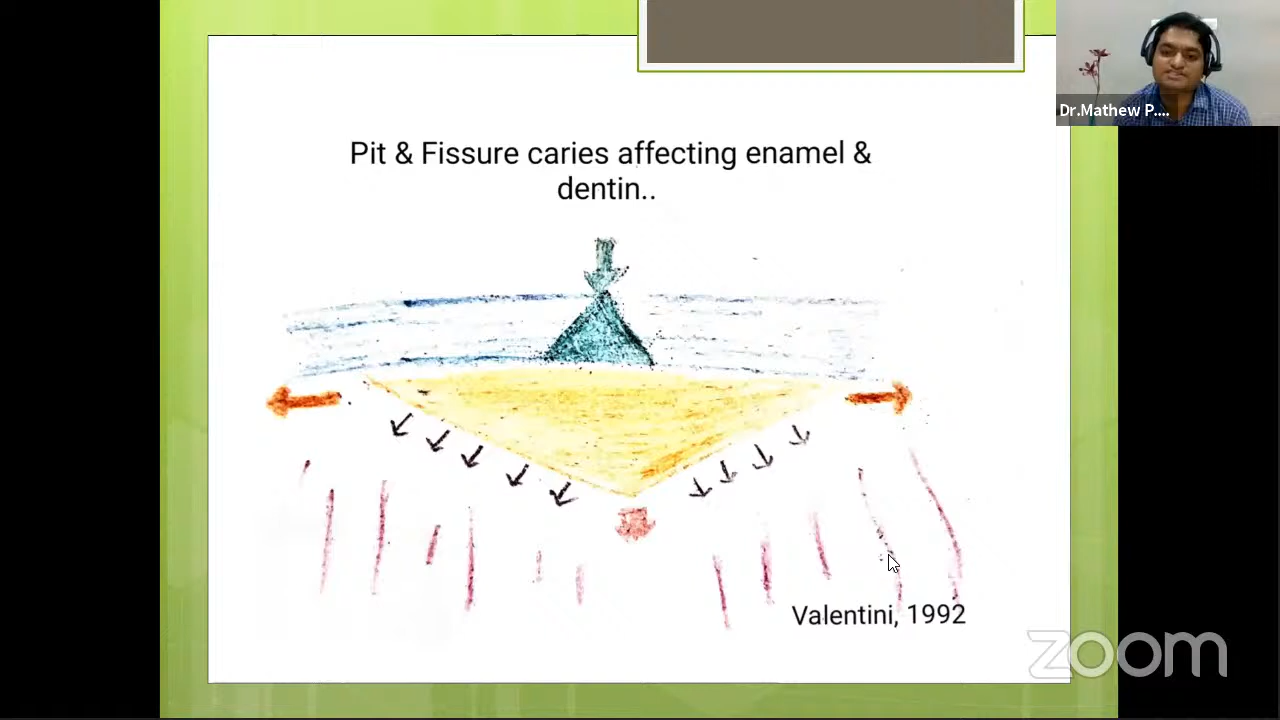 Dr.Mathew P....
Pit & Fissure caries affecting enamel &
dentin..
Valentini, 1992
zoom